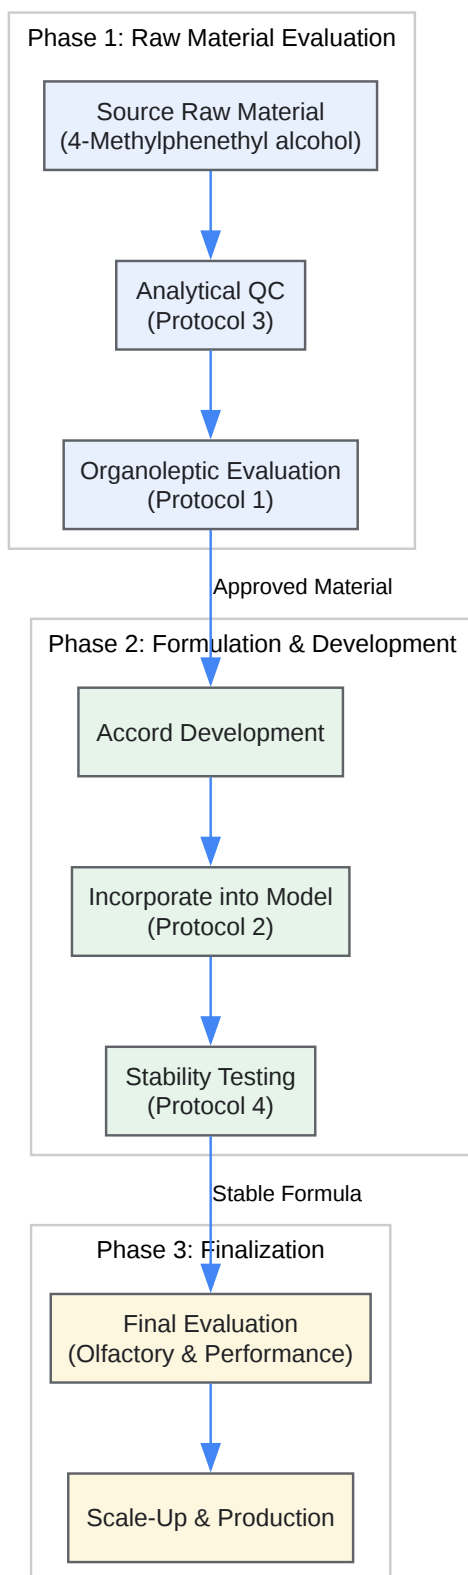 Phase 1: Raw Material Evaluation
Source Raw Material
(4-Methylphenethyl alcohol)
Analytical QC
(Protocol 3)
Organoleptic Evaluation
(Protocol 1)
Approved Material
Phase 2: Formulation & Development
Accord Development
Incorporate into Model
(Protocol 2)
Stability Testing
(Protocol 4)
Stable Formula
Phase 3: Finalization
Final Evaluation
(Olfactory & Performance)
Scale-Up & Production